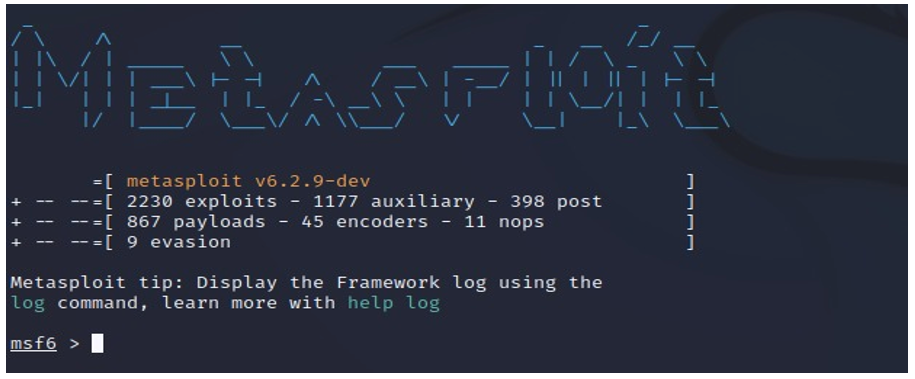 METASPLOIT
=[ metasploit v6.2.9-dev ]
+ -- --=[ 2230 exploits - 1177 auxiliary - 398 post ]
+ -- --=[ 867 payloads - 45 encoders - 11 nops ]
+ -- --=[ 9 evasion ]
Metasploit tip: Display the Framework log using the
log command, learn more with help log
msf6 >